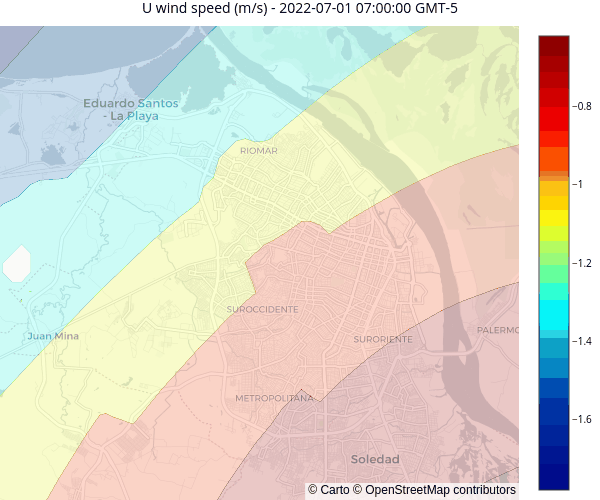 U wind speed (m/s) - 2022-07-01 07:00:00 GMT-5
Eduardo Santos
- La Playa
RIOMAR
Juan Mina
SUROCCIDENTE
SURORIENTE
PALERMO
METROPOLITANA
Soledad
© Carto © OpenStreetMap contributors
−0.8
−1
−1.2
−1.4
−1.6